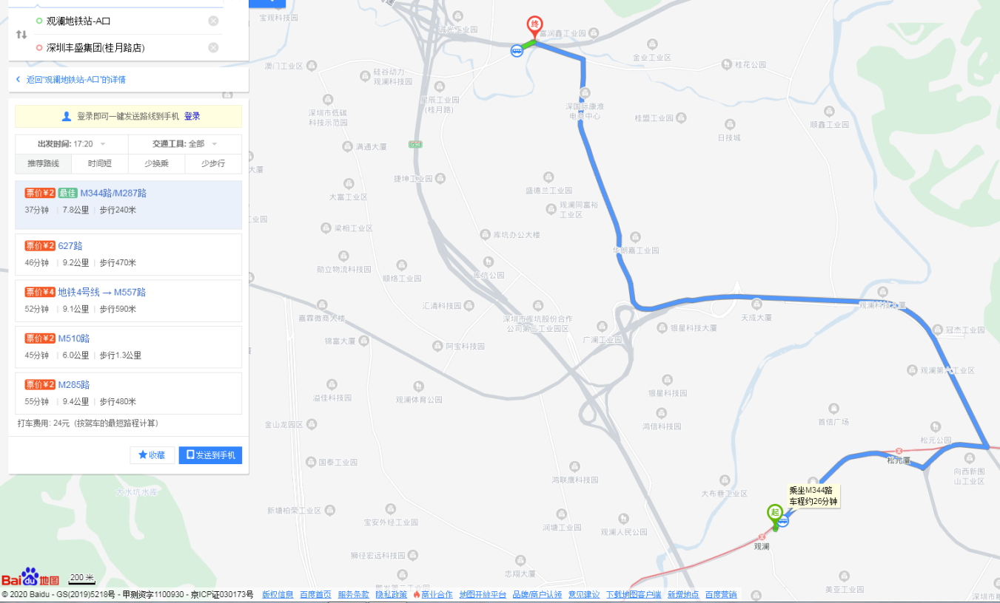 观澜地铁站-A口
深圳丰盛集团(桂月路店)
返回"观澜地铁站-A口"的详情
登录即可一键发送路线到手机 登录
出发时间: 17:20 交通工具: 全部
推荐路线 时间短 少换乘 少步行
票价¥2 最佳 M344路/M287路
37分钟 7.8公里 步行240米
票价¥2 627路
46分钟 9.2公里 步行470米
票价¥4 地铁4号线 → M557路
52分钟 9.1公里 步行590米
票价¥2 M510路
45分钟 6.0公里 步行1.3公里
票价¥2 M285路
55分钟 9.4公里 步行480米
打车费用: 24元（按驾车的最短路程计算）
收藏 发送到手机
宝观科技园
诚光工业园
终
富润鑫工业园
金业工业区
桂花公园
澳门工业区
硅谷动力
观澜科技园
星辰工业园
(桂月路)
深圳市低碳
科技示范园
深国际康淮
电商中心
桂盟工业园
日技城
顺鑫工业园
满通大厦
捷坤工业园
大富工业区
盛德兰工业园
观澜同富裕
工业区
梁相工业园
库坑办公大楼
华朗嘉工业园
勋立物流科技园
顺络工业园
库坑公园
汇清科技园
嘉霖微商大楼
深圳市库坑股份合作
公司第三工业园区
观澜科技大厦
天成大厦
银星科技大厦
冠杰工业园
锦富大厦
阿宝科技园
广澜工业园
观澜第六工业区
溢佳科技园
观澜体育公园
银星科技园
金山龙园区
鸿信科技园
首信广场
松元公园
国泰工业园
松元厦
向西新围
山工业区
鸿联鹰科技园
大布巷工业区
乘坐M344路
车程约26分钟
起
大水坑水库
新塘柏荣工业区
宝安外经工业园
润塘工业园
观澜人民公园
观澜
狮径宏远科技园
忠翔大厦
美亚工业园
Bai du 地图
200 米
© 2020 Baidu - GS(2019)5218号 - 甲测资字1100930 - 京ICP证030173号 版权信息 百度首页 服务条款 隐私政策 商业合作 地图开放平台 品牌/商户认领 意见建议 下载地图客户端 新增地点 百度营销